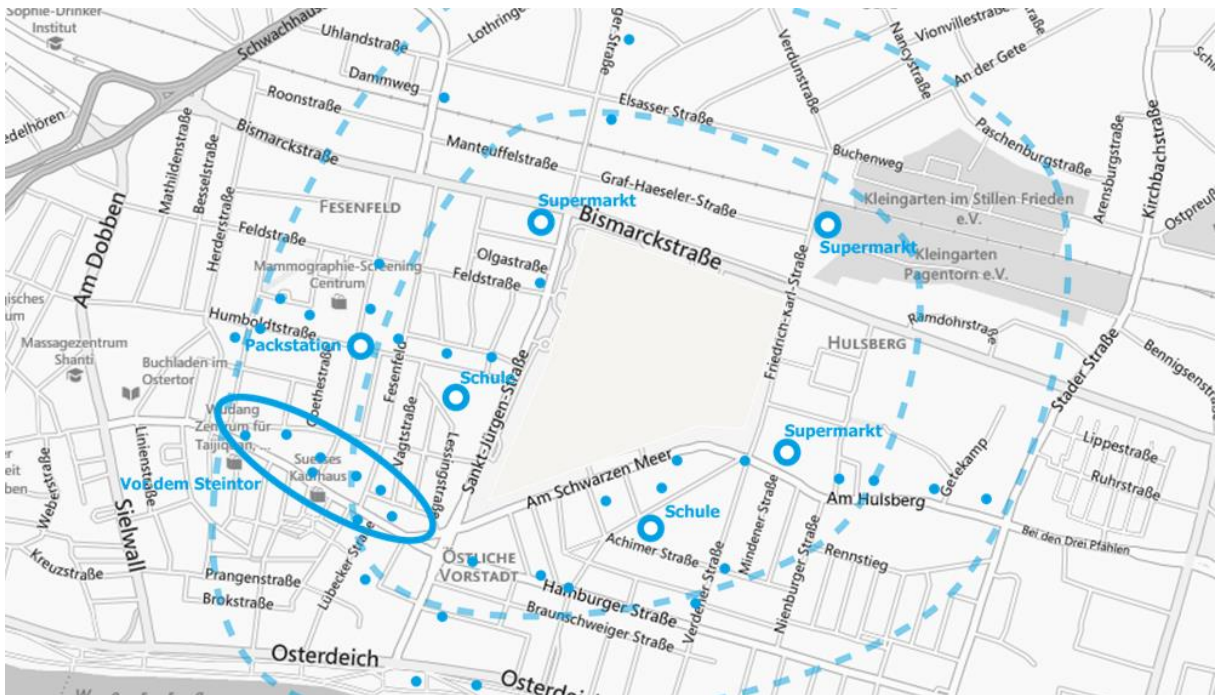 Sophie-Drinker
Institut
Uhlandstraße
Lothringer
Dammweg
Schwachhaus
Roonstraße
Bismarckstraße
Manteuffelstraße
Elsasser Straße
Graf-Haeseler-Straße
Verdunstraße
Nancystraße
Vionvillestraße
An der Gete
Buchenweg
Paschenburgstraße
Arensburgstraße
Kirchbachstraße
Ostpreuß
edelhören
Mathildenstraße
Besselstraße
Herderstraße
FESENFELD
Feldstraße
Mammographie-Screening
Centrum
Supermarkt
Bismarckstraße
Olgastraße
Feldstraße
Supermarkt
Kleingarten im Stillen Frieden
e.V.
Kleingarten
Pagentorn e.V.
Am Dobben
Humboldtstraße
Packstation
Massagezentrum
Shanti
Buchladen im
Ostertor
Goethestraße
Fesenfeld
Vagtstraße
Schule
Lessingstraße
Sankt-Jürgen-Straße
Friedrich-Karl-Straße
HULSBERG
Ramdohrstraße
Bennigsenstraße
Stader Straße
Wudang
Zentrum für
Taijiquan, ...
Suesses
Kaufhaus
Vor dem Steintor
Linienstraße
Weberstraße
Sielwall
Kreuzstraße
Prangenstraße
Brokstraße
Lübecker Straße
ÖSTLICHE
VORSTADT
Am Schwarzen Meer
Supermarkt
Schule
Achimer Straße
Mindener Straße
Am Hulsberg
Getekamp
Lippestraße
Ruhrstraße
Bei den Drei Pfählen
Rennstieg
Nienburger Straße
Verdener Straße
Hamburger Straße
Braunschweiger Straße
Osterdeich
Osterdeich